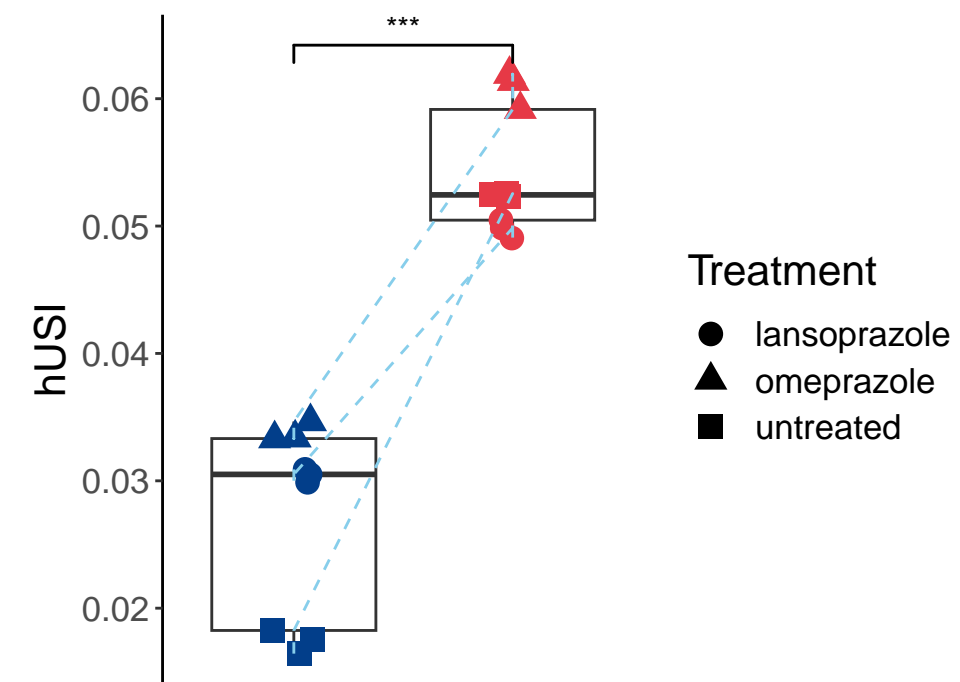 ***
0.06
0.05
0.04
0.03
0.02
hUSI
Treatment
lansoprazole
omeprazole
untreated